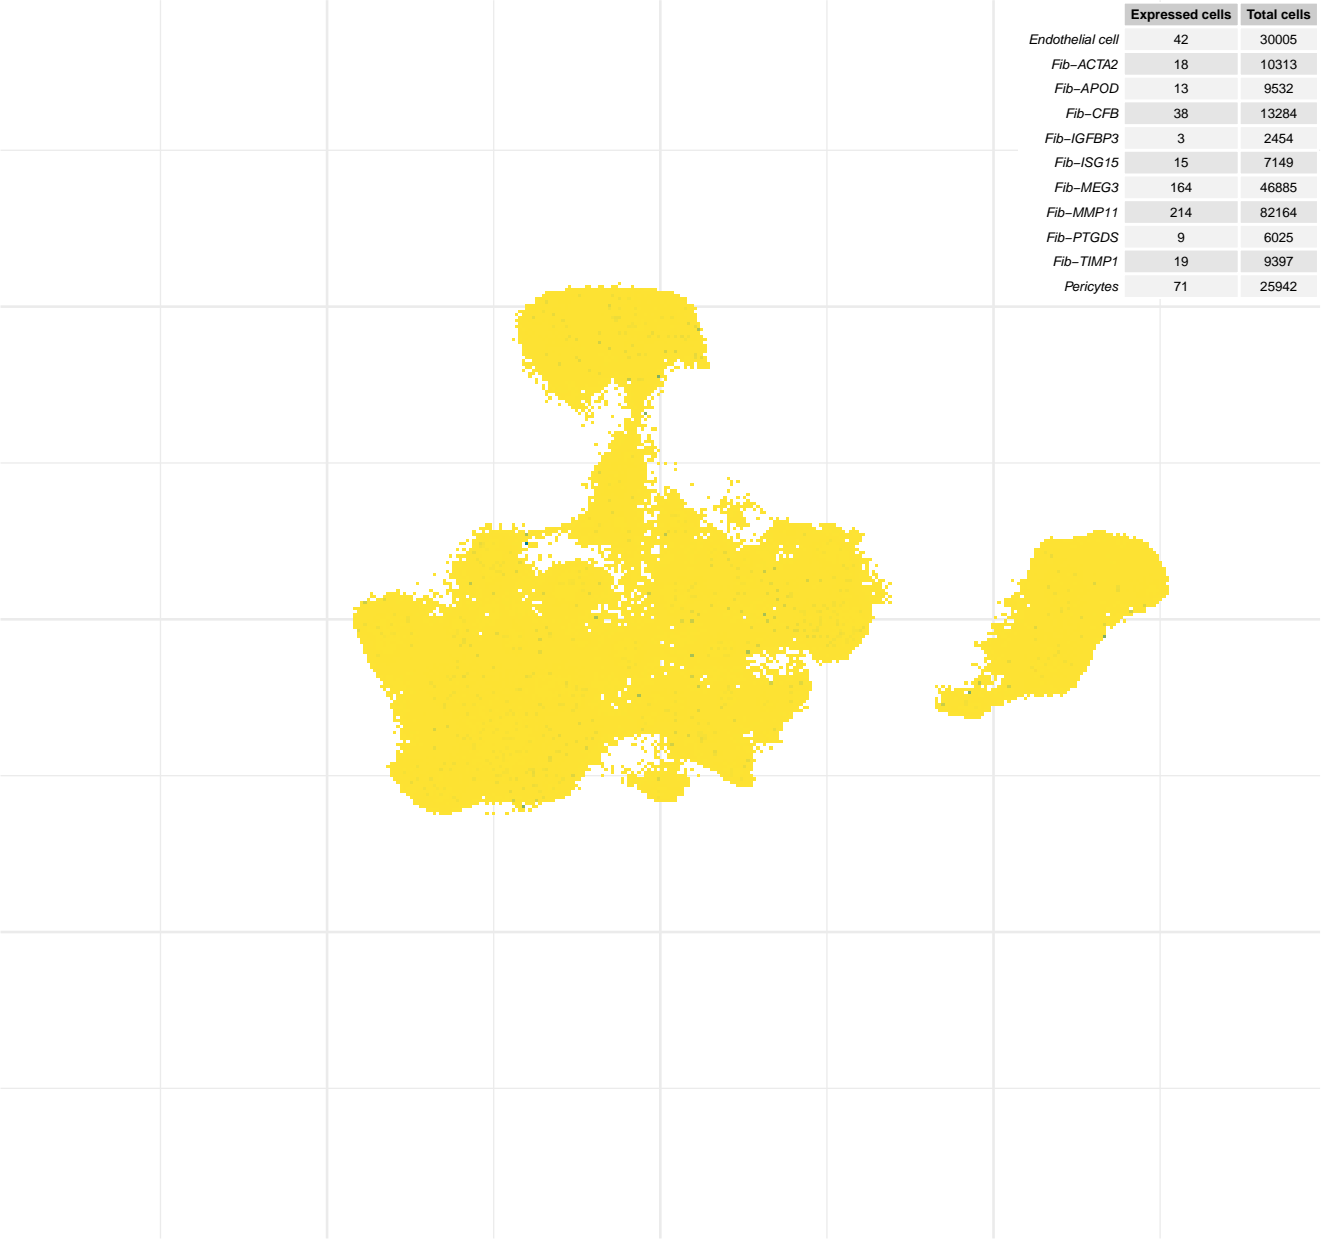 Expressed cells Total cells
Endothelial cell 42 30005
Fib−ACTA2 18 10313
Fib−APOD 13 9532
Fib−CFB 38 13284
Fib−IGFBP3 3 2454
Fib−ISG15 15 7149
Fib−MEG3 164 46885
Fib−MMP11 214 82164
Fib−PTGDS 9 6025
Fib−TIMP1 19 9397
Pericytes 71 25942